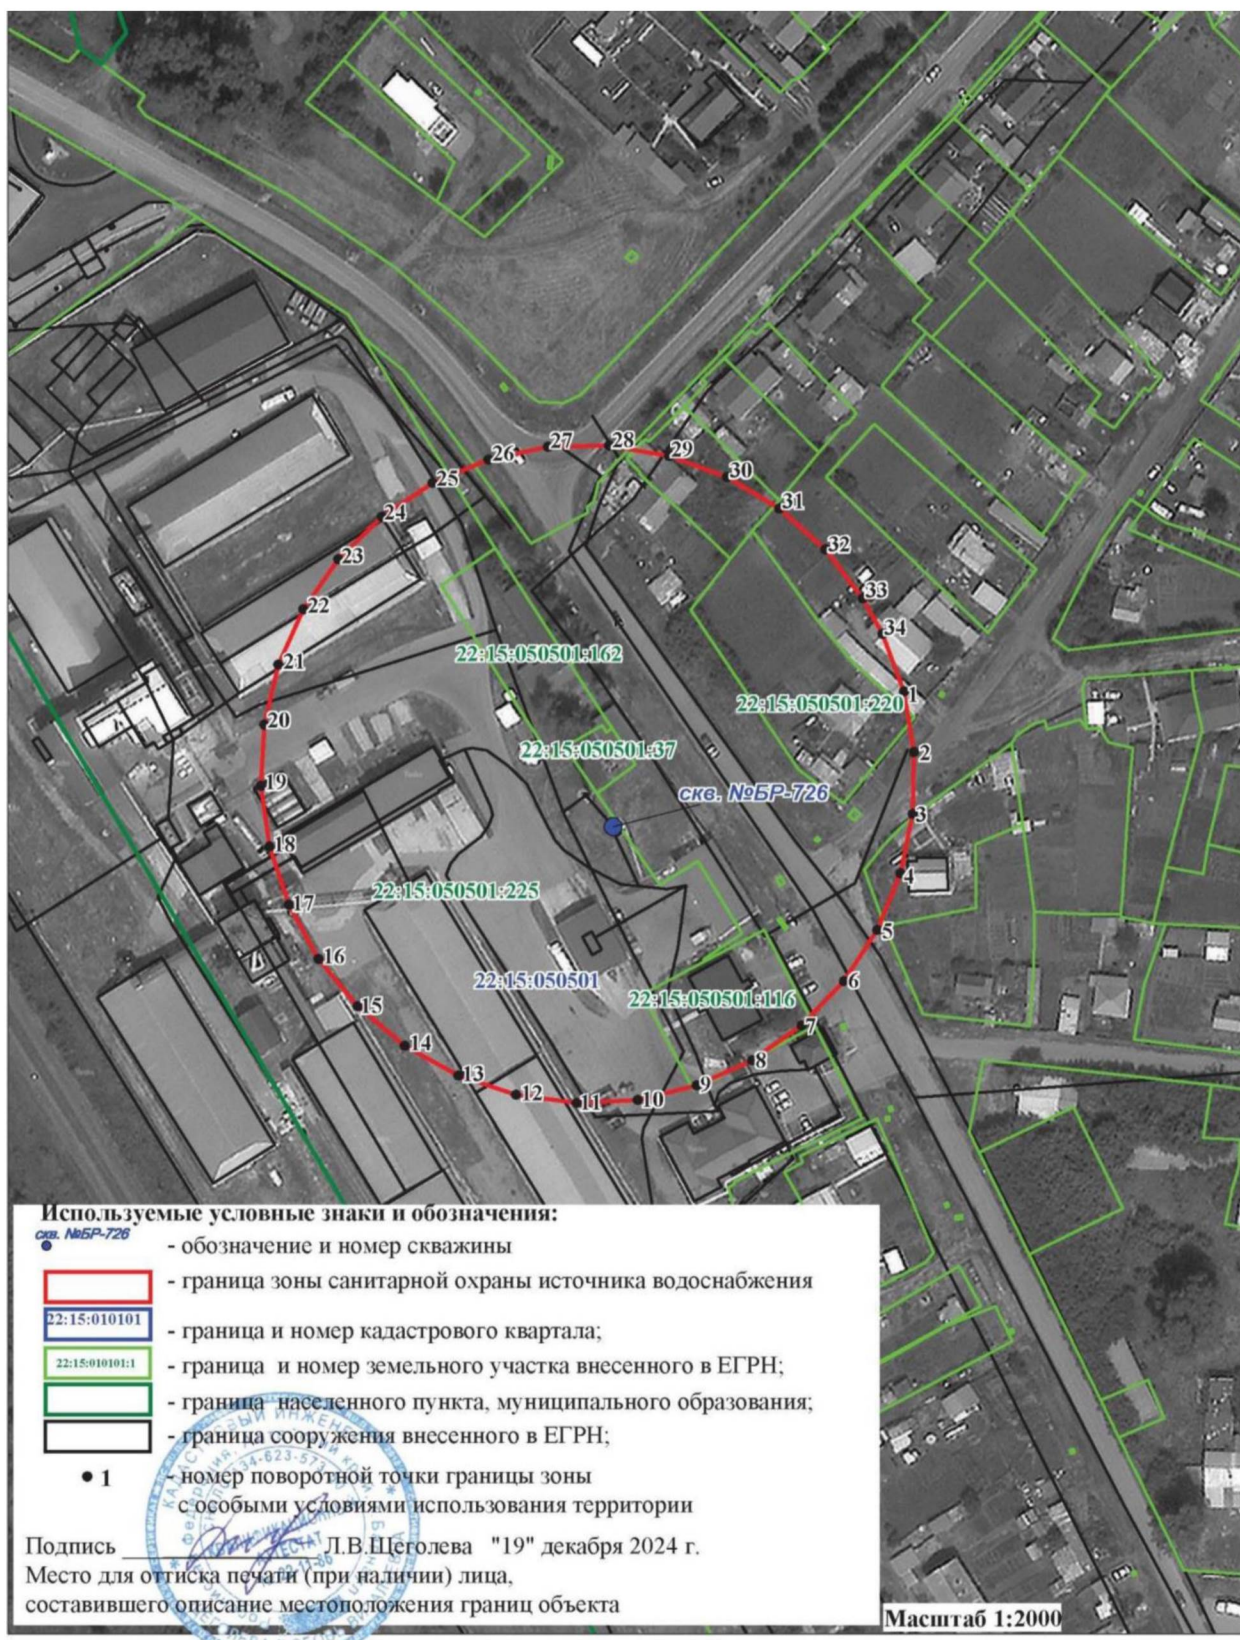 27
28
26
29
25
30
24
31
23
32
22
33
34
21
22:15:050501:162
22:15:050501:220
1
20
22:15:050501:37
2
19
скв. №БР-726
3
18
4
22:15:050501:225
17
5
16
22:15:050501
6
22:15:050501:116
15
7
14
8
13
9
12
11
10
Используемые условные знаки и обозначения:
скв. №БР-726
- обозначение и номер скважины
- граница зоны санитарной охраны источника водоснабжения
22:15:010101
- граница и номер кадастрового квартала;
22:15:010101:1
- граница и номер земельного участка внесенного в ЕГРН;
- граница населенного пункта, муниципального образования;
- граница сооружения внесенного в ЕГРН;
1
- номер поворотной точки границы зоны
с особыми условиями использования территории
Подпись Л.В.Щеголева "19" декабря 2024 г.
Место для оттиска печати (при наличии) лица,
составившего описание местоположения границ объекта
Масштаб 1:2000